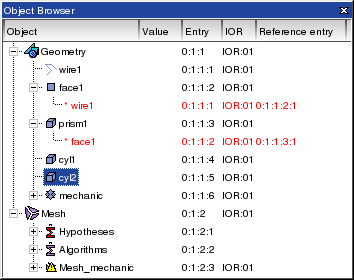 Object Browser
Object Value Entry IOR Reference entry
Geometry 0:1:1 IOR:01
wire1 0:1:1:1 IOR:01
face1 0:1:1:2 IOR:01
* wire1 0:1:1:1 IOR:01 0:1:1:2:1
prism1 0:1:1:3 IOR:01
* face1 0:1:1:2 IOR:01 0:1:1:3:1
cyl1 0:1:1:4 IOR:01
cyl2 0:1:1:5 IOR:01
mechanic 0:1:1:6 IOR:01
Mesh 0:1:2 IOR:01
Hypotheses 0:1:2:1
Algorithms 0:1:2:2
Mesh_mechanic 0:1:2:3 IOR:01